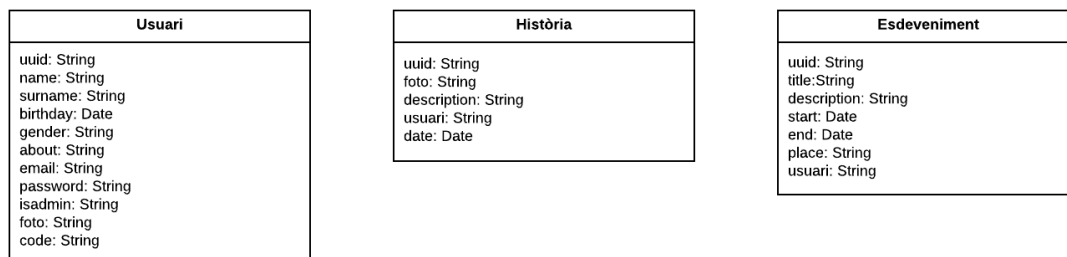 Usuari
uuid: String
name: String
surname: String
birthday: Date
gender: String
about: String
email: String
password: String
isadmin: String
foto: String
code: String
Història
uuid: String
foto: String
description: String
usuari: String
date: Date
Esdeveniment
uuid: String
title:String
description: String
start: Date
end: Date
place: String
usuari: String